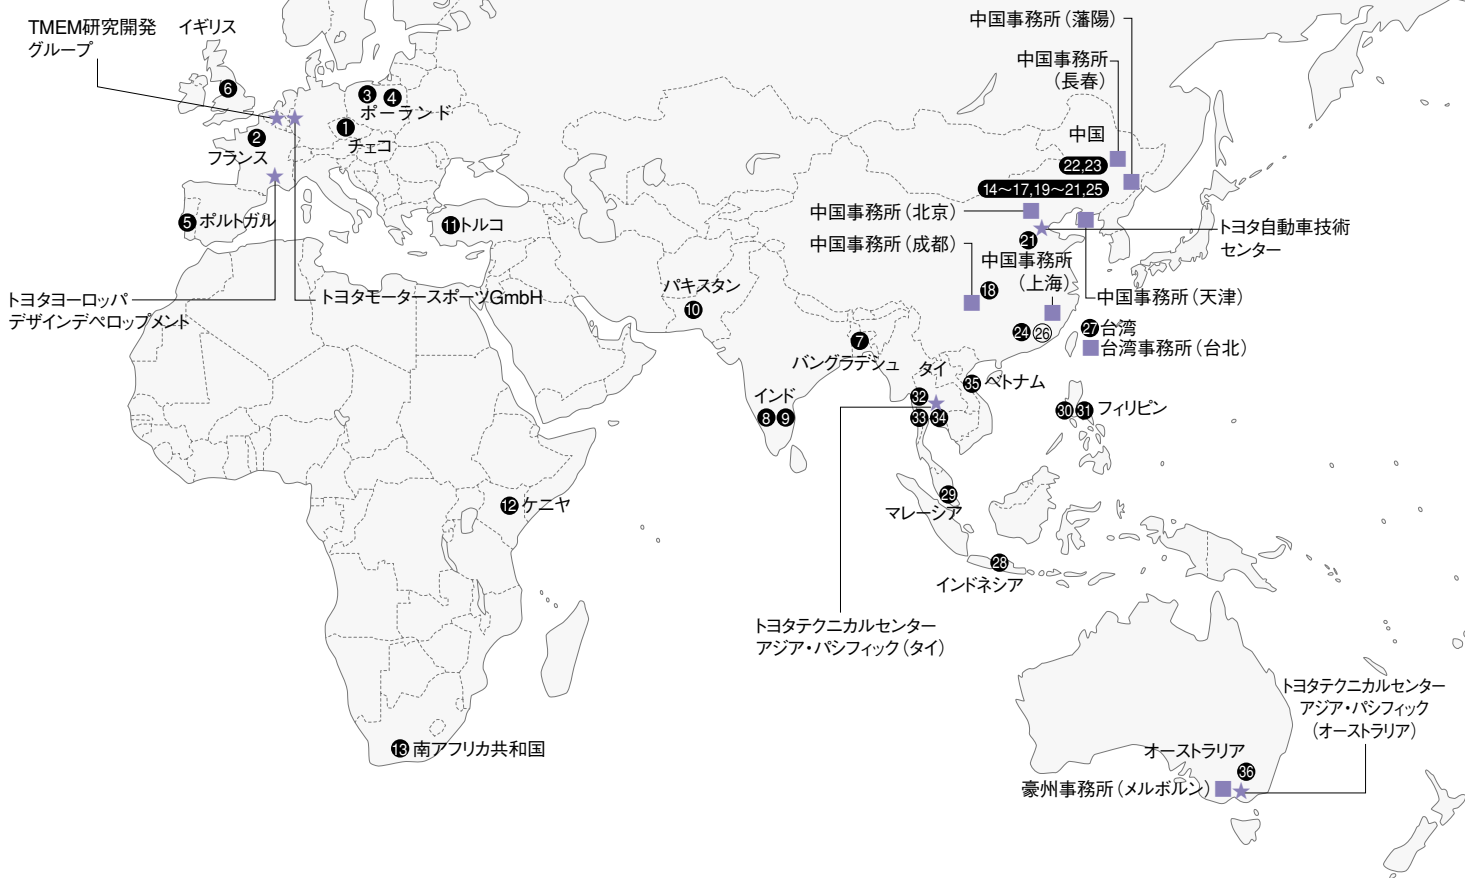 TMEM研究開発
グループ
イギリス
6
3
4
ポーランド
1
チェコ
2
フランス
5 ポルトガル
11 トルコ
トヨタヨーロッパ
デザインデベロップメント
トヨタモータースポーツGmbH
中国事務所（藩陽）
中国事務所
（長春）
中国
22,23
14～17,19～21,25
中国事務所（北京）
中国事務所（成都）
21
中国事務所
（上海）
18
トヨタ自動車技術
センター
中国事務所（天津）
24
26
27 台湾
台湾事務所（台北）
パキスタン
10
7
バングラデシュ
タイ
インド
8
9
32
33
34
35 ベトナム
30
31 フィリピン
12 ケニヤ
29
マレーシア
28
インドネシア
トヨタテクニカルセンター
アジア・パシフィック（タイ）
13 南アフリカ共和国
トヨタテクニカルセンター
アジア・パシフィック
（オーストラリア）
オーストラリア
36
豪州事務所（メルボルン）